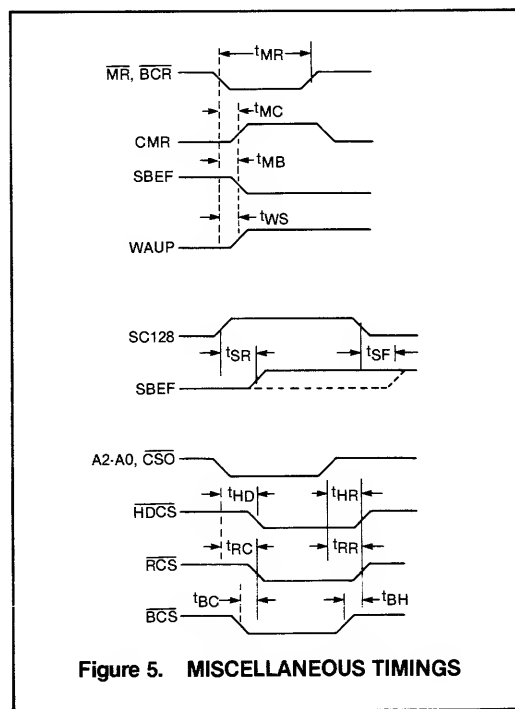 tMR
MR, BCR
tMC
CMR
tMB
SBEF
tWS
WAUP
SC128
tSR
tSF
SBEF
A2-A0, CSO
tHD
tHR
HDCS
tRC
tRR
RCS
tBC
tBH
BCS
Figure 5. MISCELLANEOUS TIMINGS